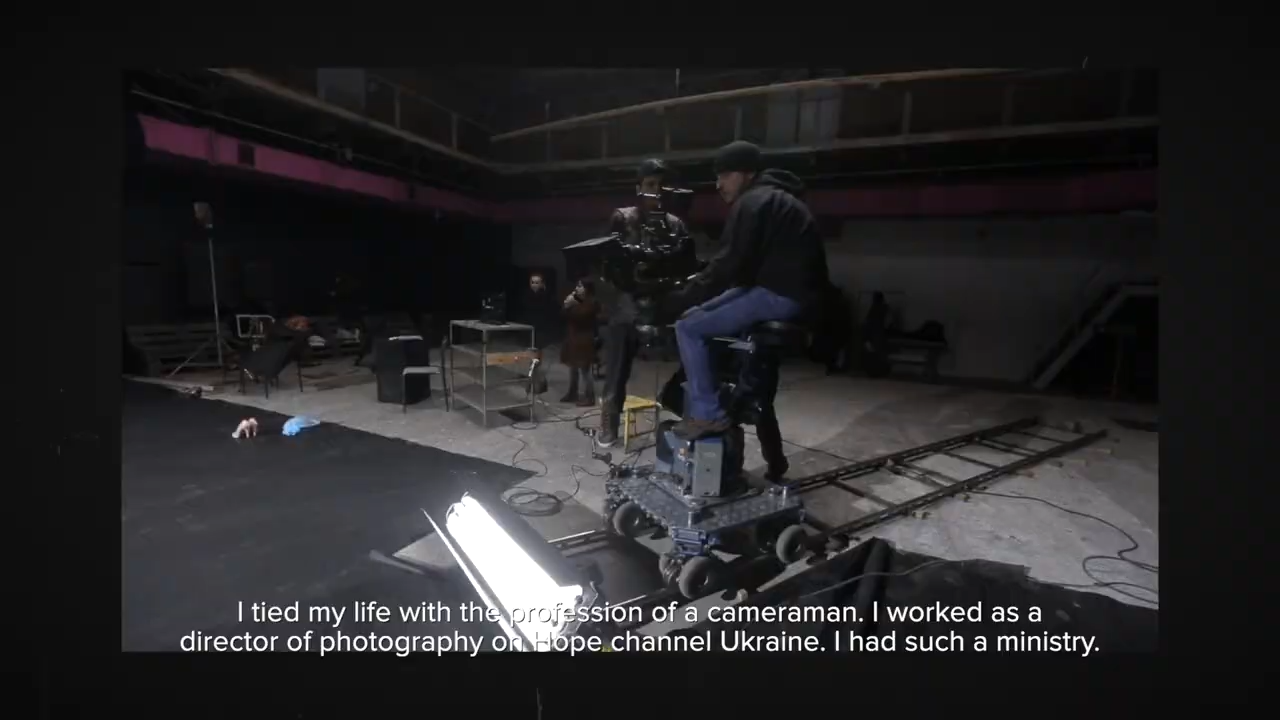 I tied my life with the profession of a cameraman. I worked as a
director of photography on Hope channel Ukraine. I had such a ministry.